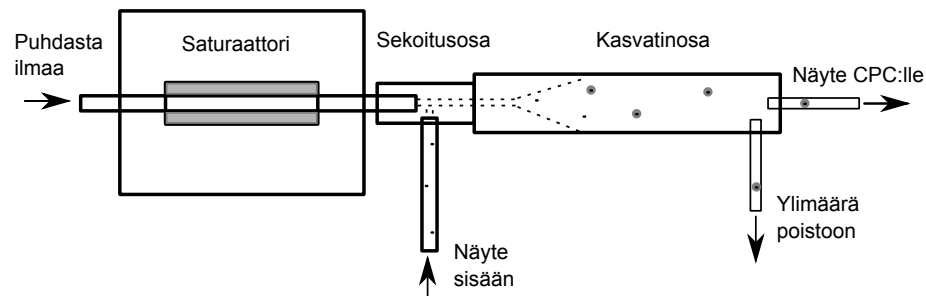 Puhdasta
ilmaa
Saturaattori
Sekoitusosa
Kasvatinosa
Näyte CPC:lle
Näyte
sisään
Ylimäärä
poistoon